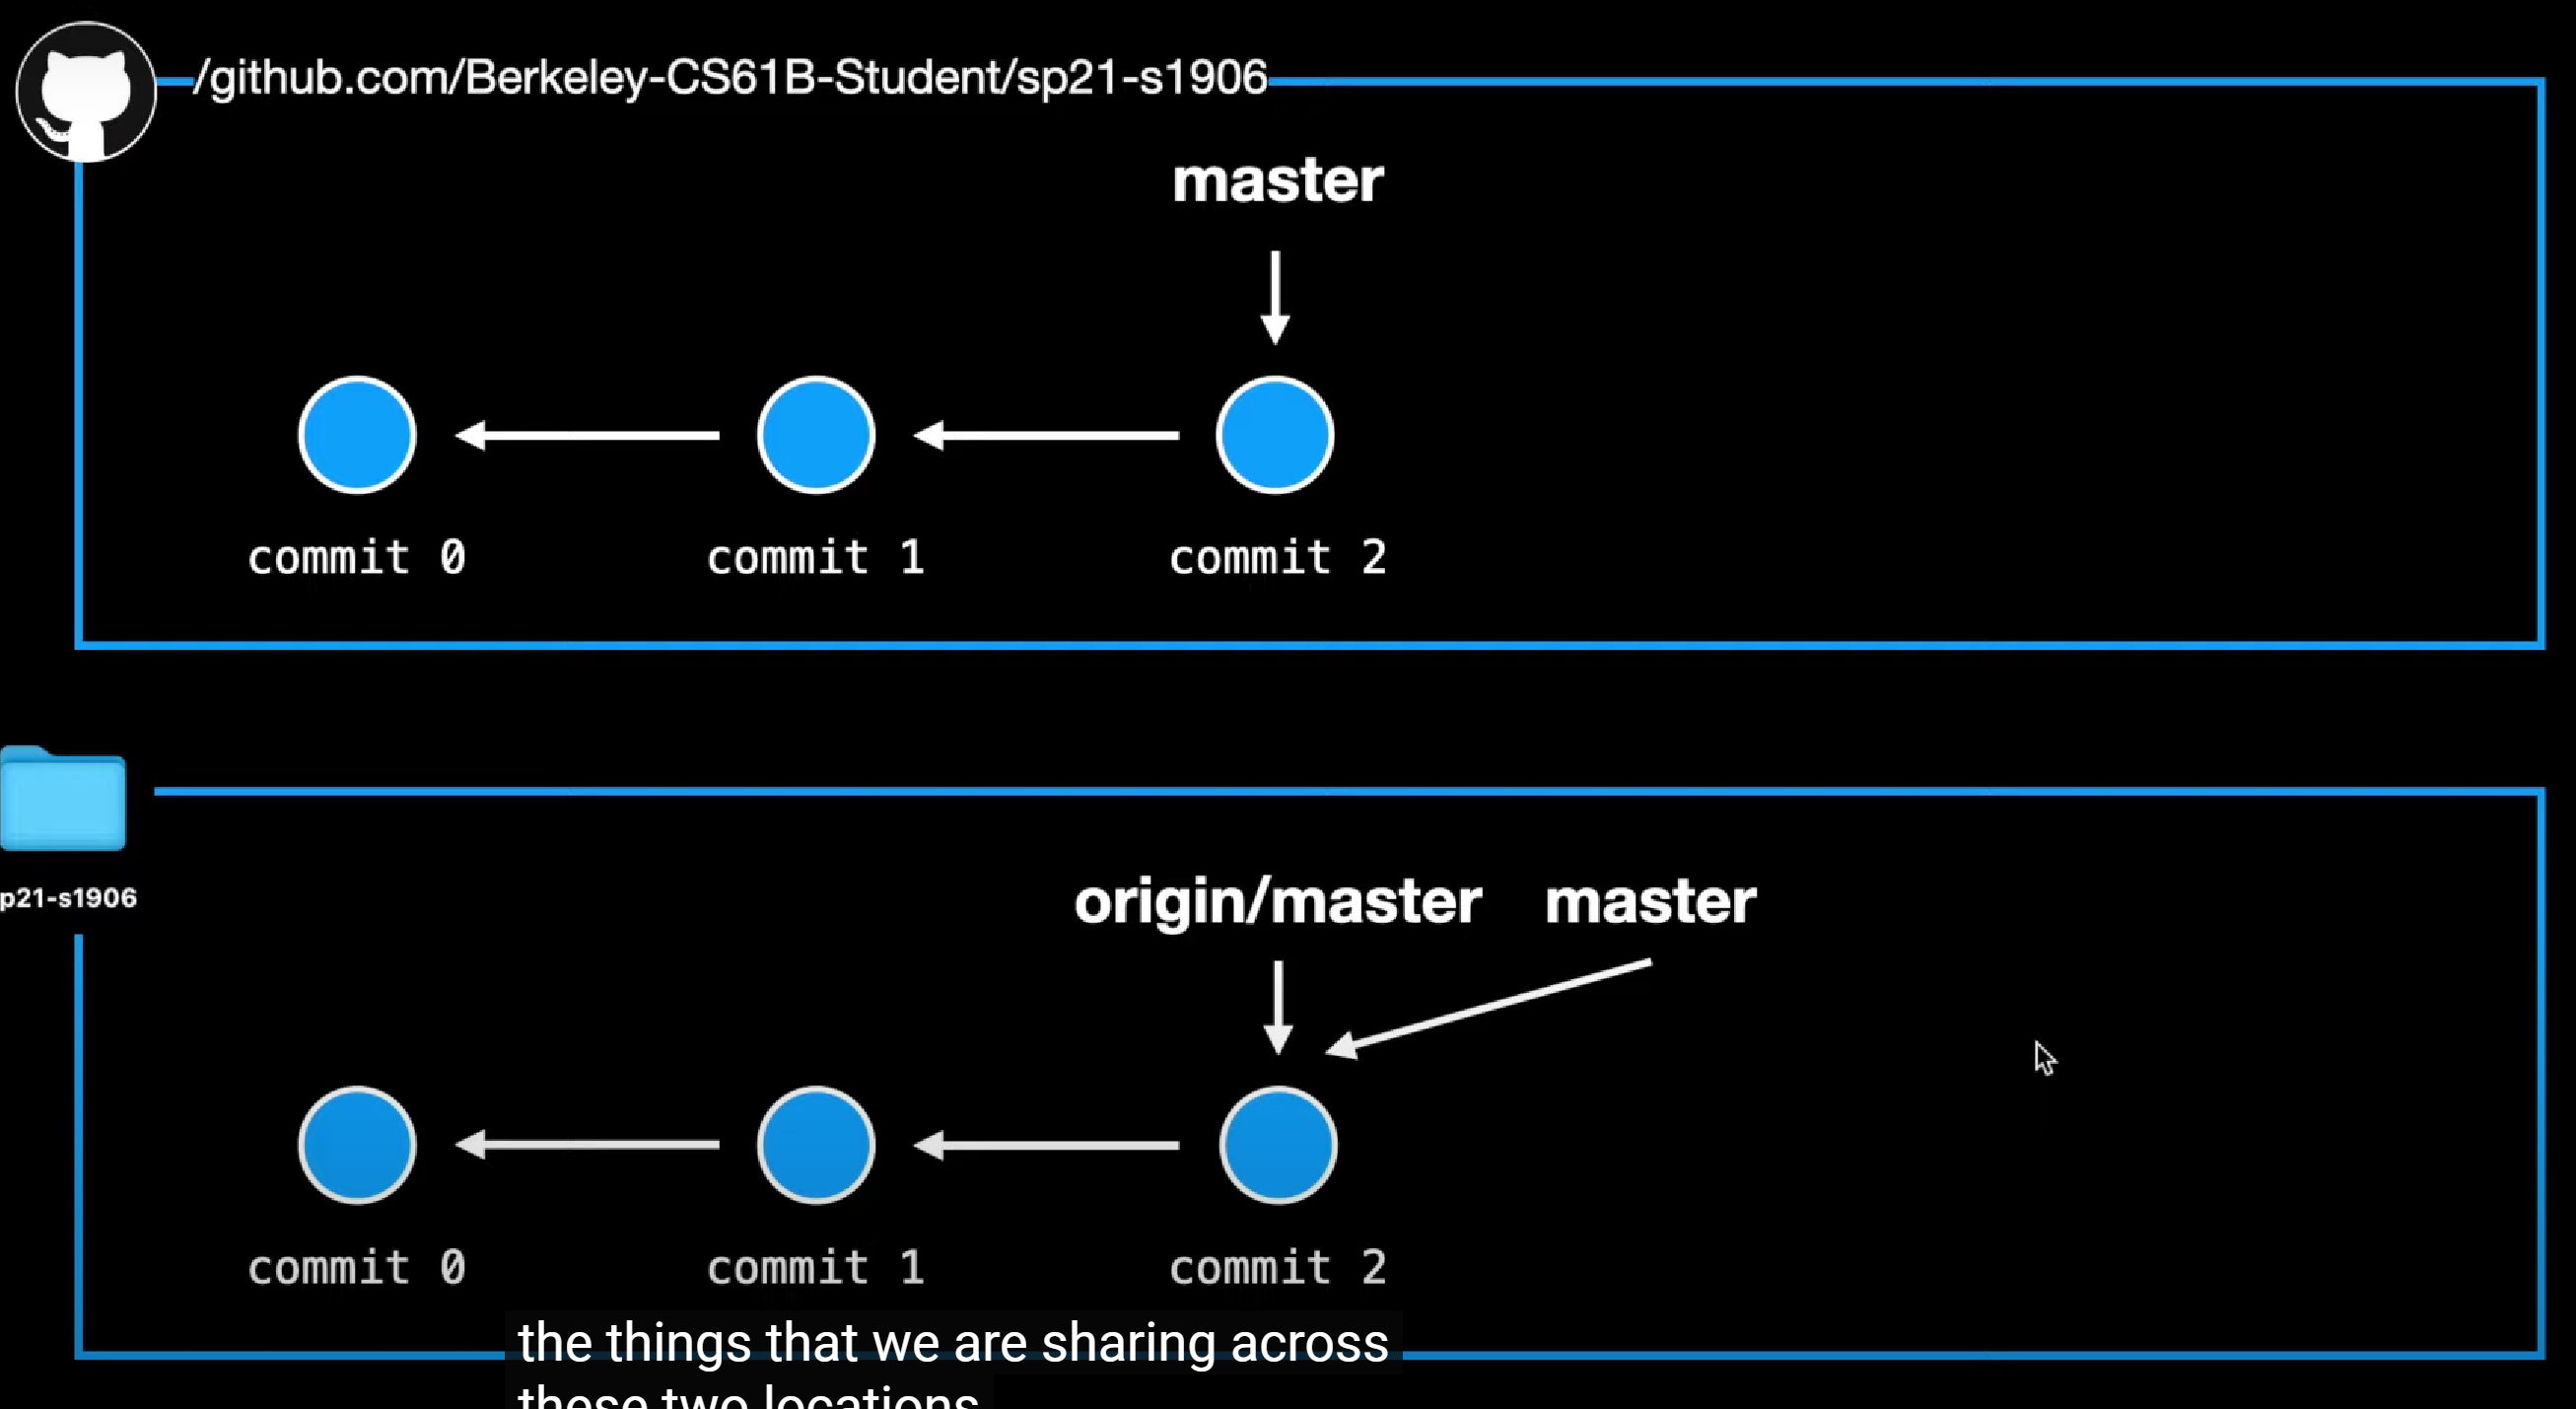 /github.com/Berkeley-CS61B-Student/sp21-s1906
master
commit 0
commit 1
commit 2
p21-s1906
origin/master
master
commit 0
commit 1
commit 2
the things that we are sharing across
these two locations